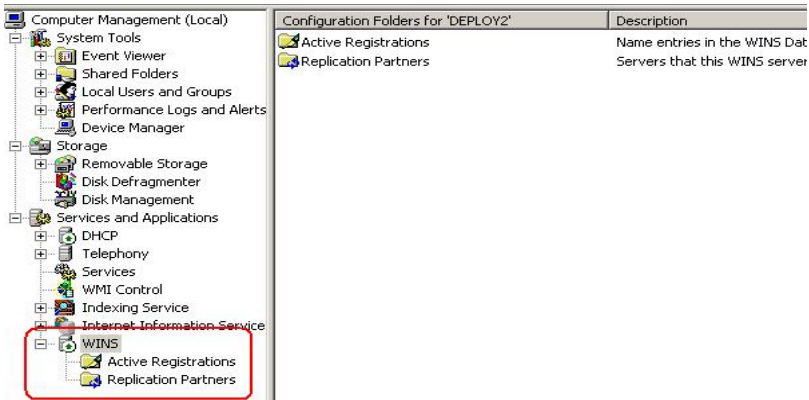 Computer Management (Local)
System Tools
Event Viewer
Shared Folders
Local Users and Groups
Performance Logs and Alerts
Device Manager
Storage
Removable Storage
Disk Defragmenter
Disk Management
Services and Applications
DHCP
Telephony
Services
WMI Control
Indexing Service
Internet Information Service
WINS
Active Registrations
Replication Partners
Configuration Folders for 'DEPLOY2' Description
Active Registrations Name entries in the WINS Dat
Replication Partners Servers that this WINS server